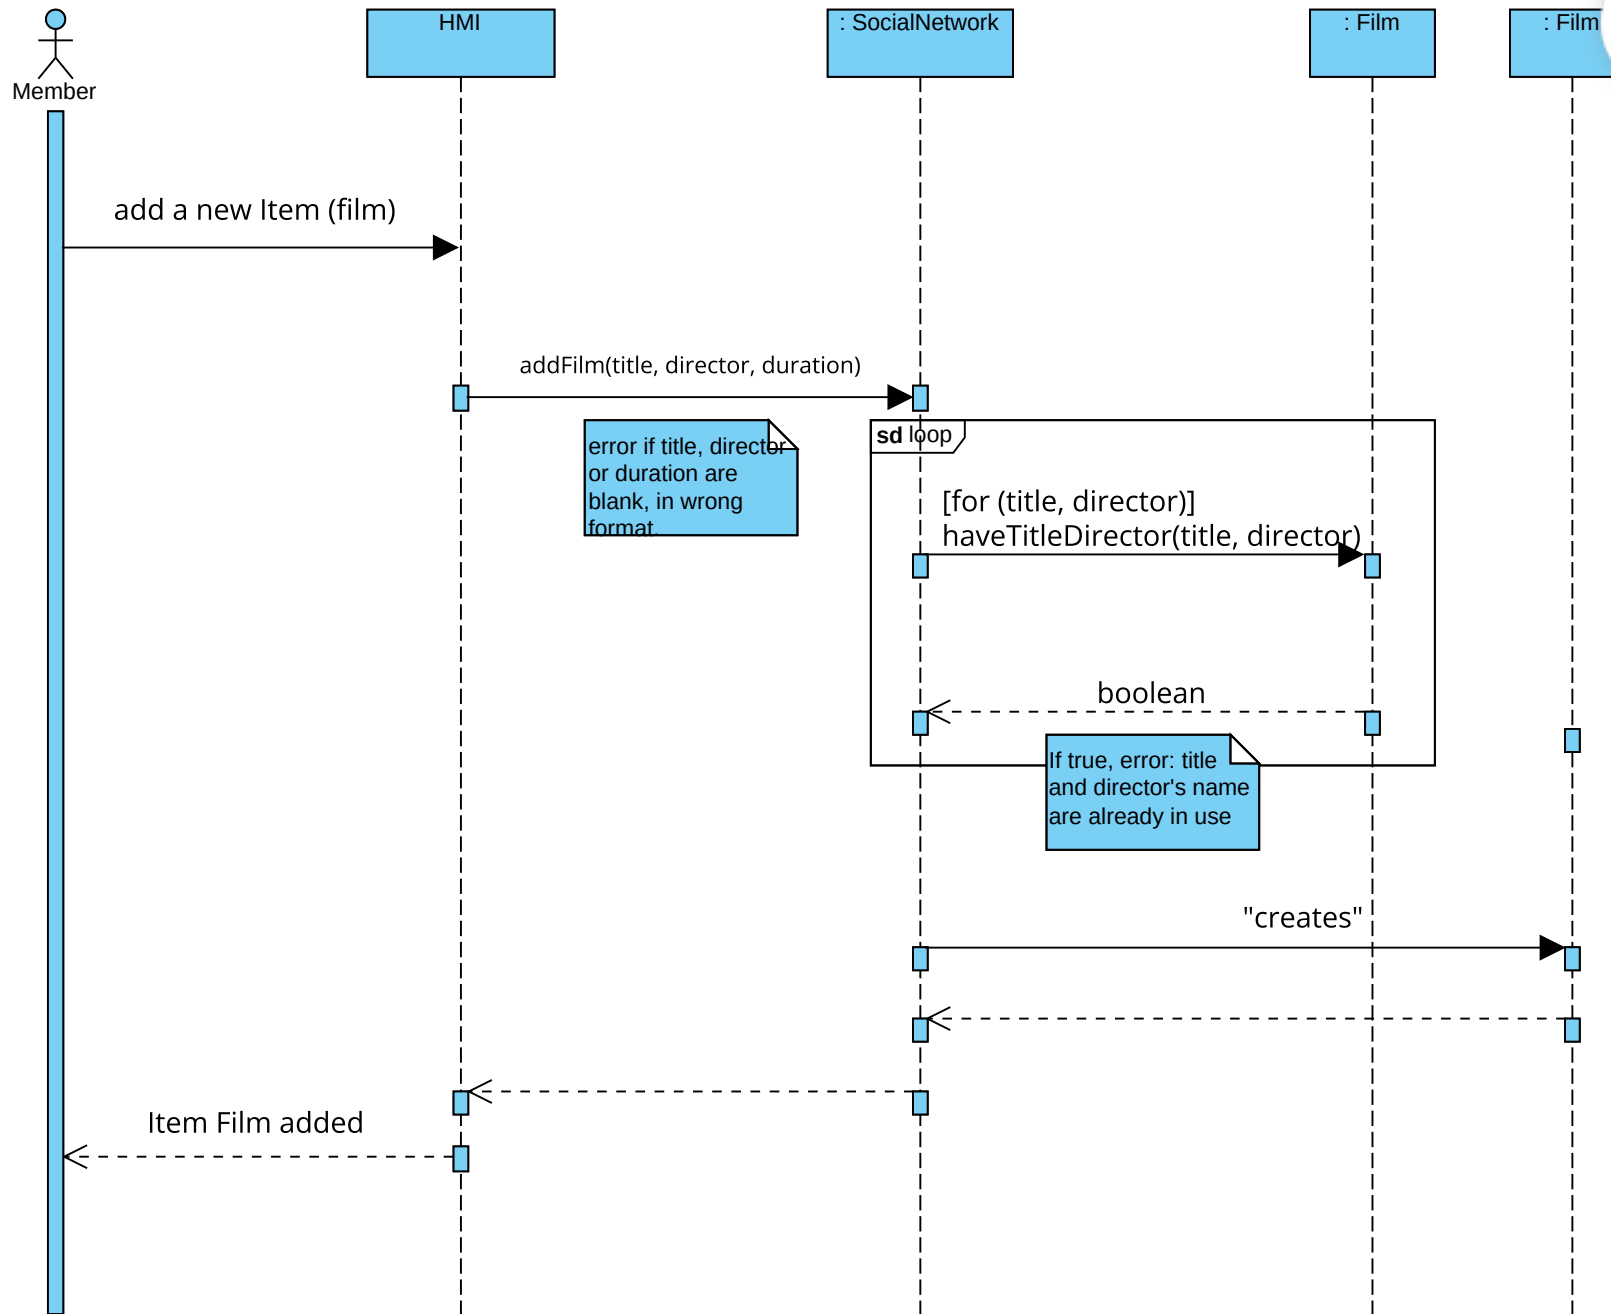 Member
HMI
: SocialNetwork
: Film
: Film
add a new Item (film)
addFilm(title, director, duration)
error if title, director
or duration are
blank, in wrong
format.
sd loop
[for (title, director)]
haveTitleDirector(title, director)
boolean
If true, error: title
and director's name
are already in use
"creates"
Item Film added